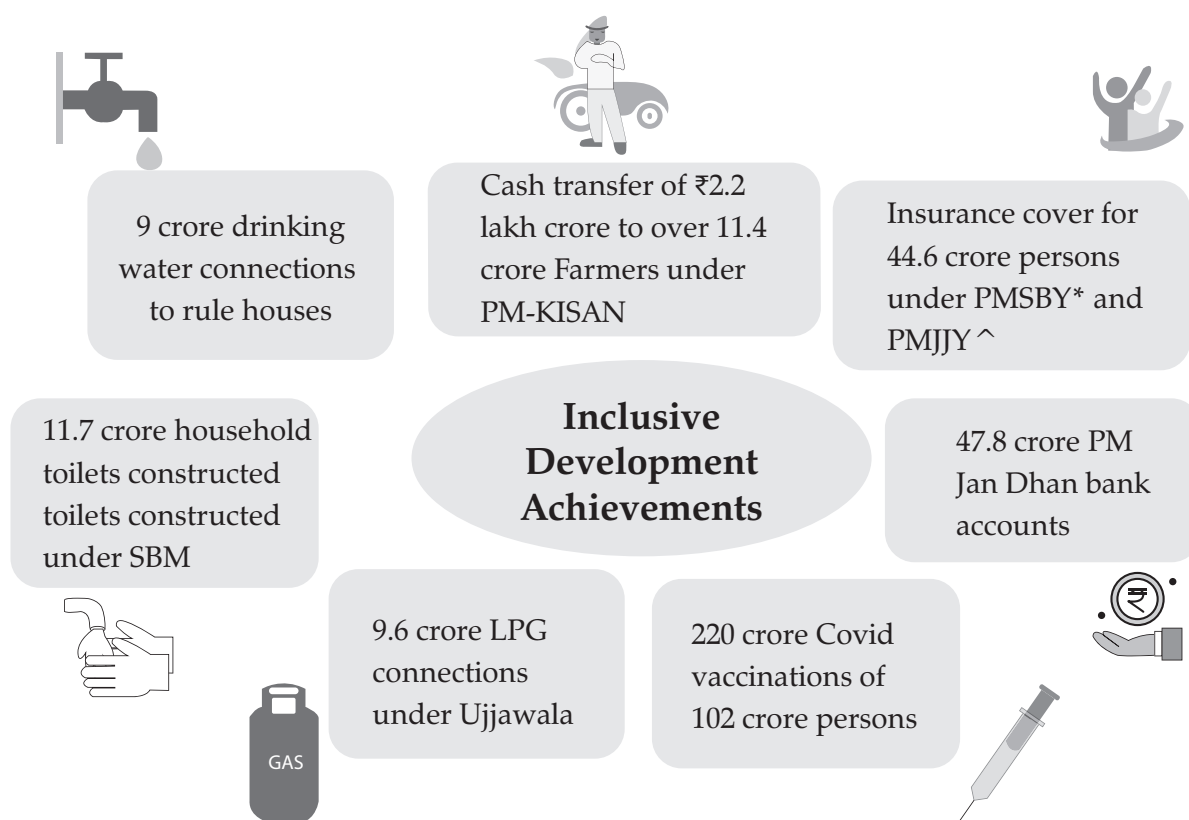 9 crore drinking
water connections
to rule houses
Cash transfer of ₹2.2
lakh crore to over 11.4
crore Farmers under
PM-KISAN
Insurance cover for
44.6 crore persons
under PMSBY* and
PMJJY ^
11.7 crore household
toilets constructed
toilets constructed
under SBM
Inclusive
Development
Achievements
47.8 crore PM
Jan Dhan bank
accounts
₹
9.6 crore LPG
connections
under Ujjawala
220 crore Covid
vaccinations of
102 crore persons
GAS